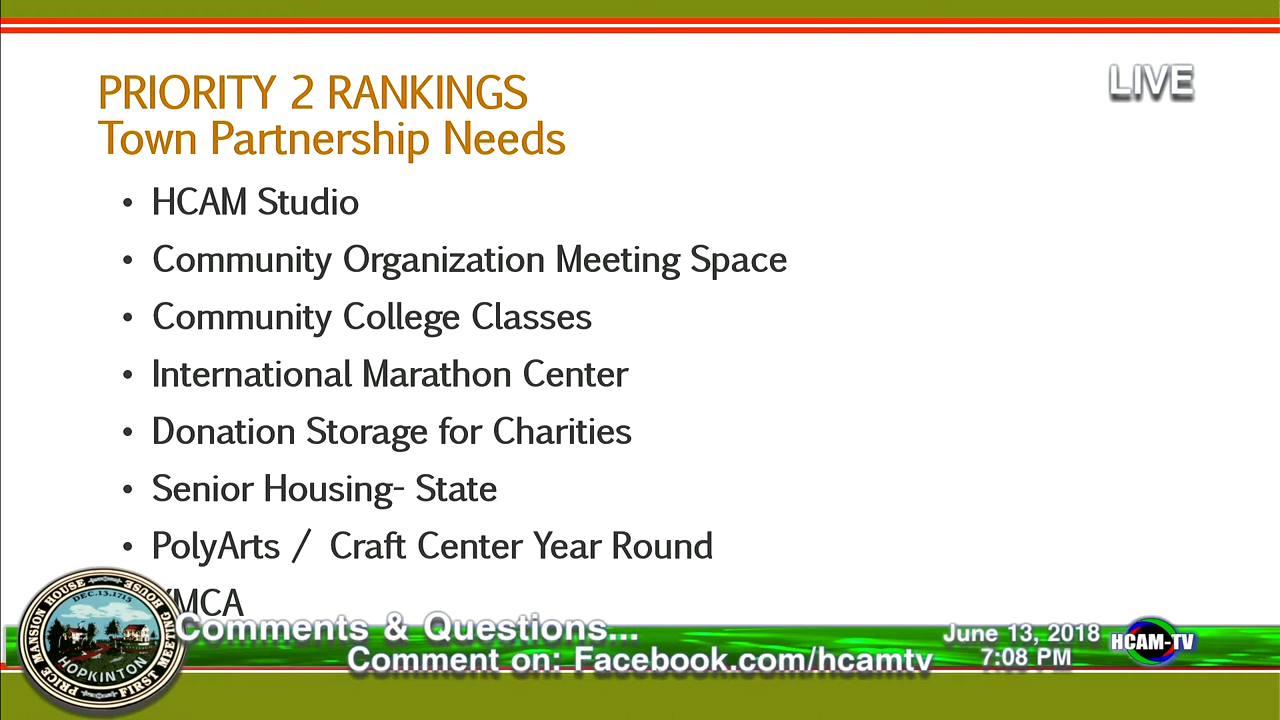 PRIORITY 2 RANKINGS
Town Partnership Needs
LIVE
• HCAM Studio
• Community Organization Meeting Space
• Community College Classes
• International Marathon Center
• Donation Storage for Charities
• Senior Housing- State
• PolyArts / Craft Center Year Round
YMCA
Comments & Questions...
Comment on: Facebook.com/hcamtv
June 13, 2018
7:08 PM
HCAM-TV
PRICE MANSION HOUSE
FIRST MEETING HOUSE
DEC.13.1715
HOPKINTON